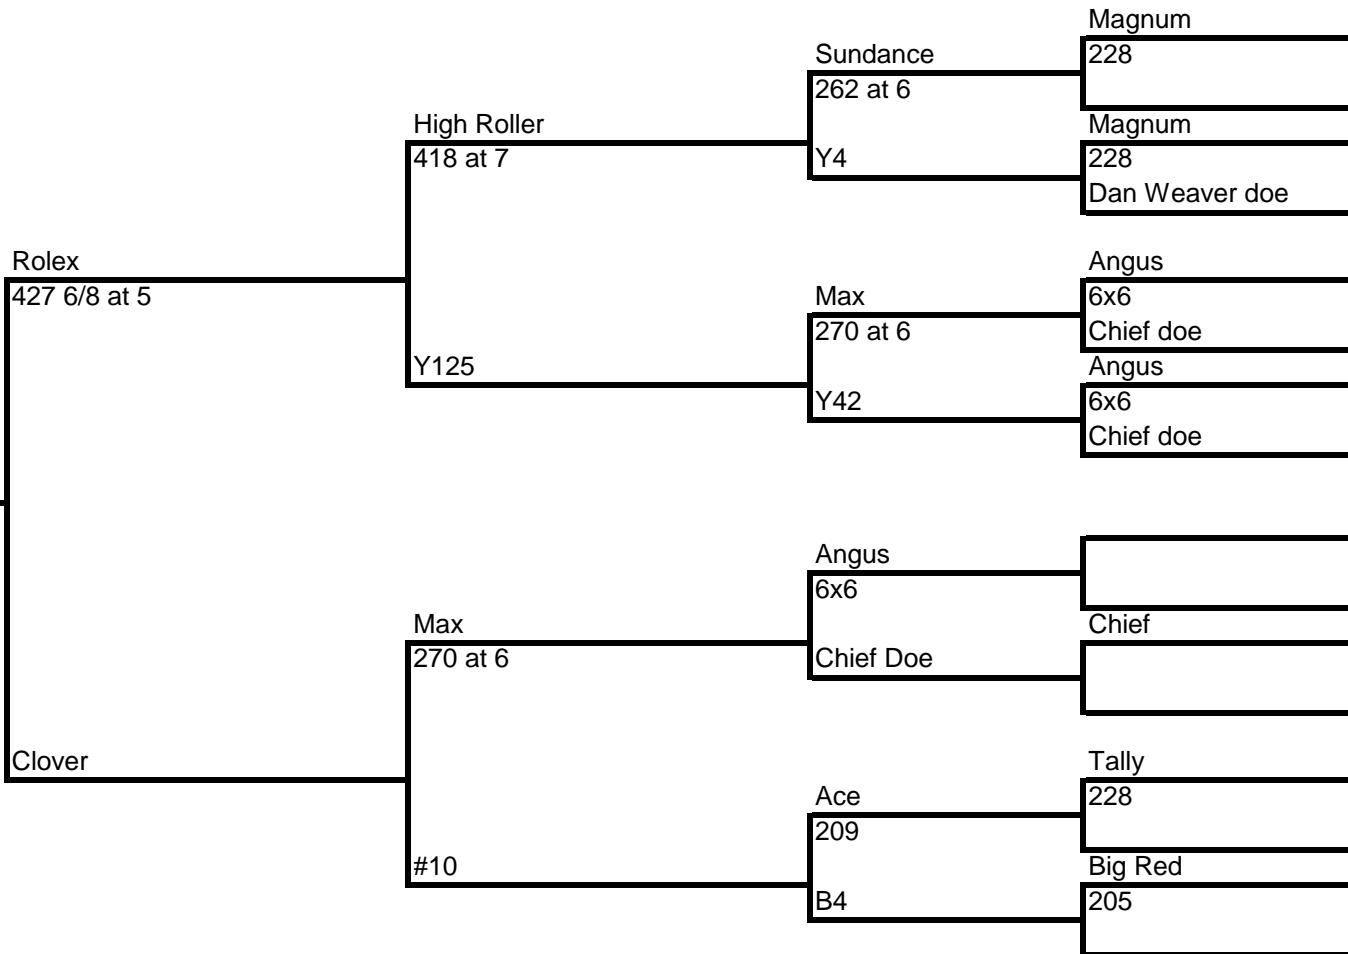 Rolex
427 6/8 at 5
Clover
High Roller
418 at 7
Y125
Max
270 at 6
#10
Sundance
262 at 6
Y4
Max
270 at 6
Y42
Angus
6x6
Chief Doe
Ace
209
B4
Magnum
228
Magnum
228
Dan Weaver doe
Angus
6x6
Chief doe
Angus
6x6
Chief doe
Chief
Tally
228
Big Red
205